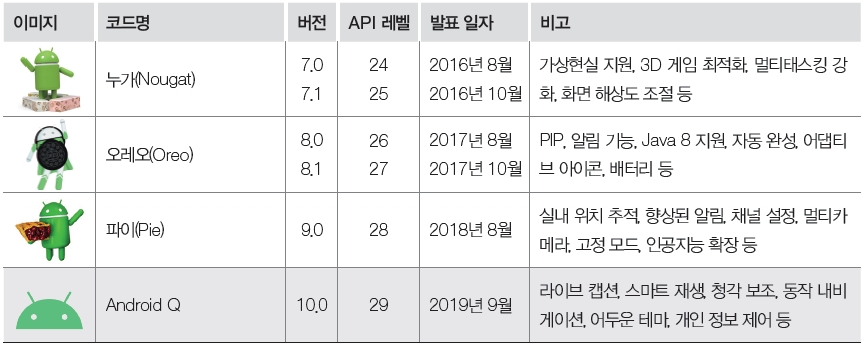 이미지 코드명 버전 API 레벨 발표 일자 비고
누가(Nougat) 7.0 24 2016년 8월 가상현실 지원, 3D 게임 최적화, 멀티태스킹 강
7.1 25 2016년 10월 화, 화면 해상도 조절 등
오레오(Oreo) 8.0 26 2017년 8월 PIP, 알림 기능, Java 8 지원, 자동 완성, 어댑티
8.1 27 2017년 10월 브 아이콘, 배터리 등
파이(Pie) 9.0 28 2018년 8월 실내 위치 추적, 향상된 알림, 채널 설정, 멀티카
메라, 고정 모드, 인공지능 확장 등
Android Q 10.0 29 2019년 9월 라이브 캡션, 스마트 재생, 청각 보조, 동작 내비
게이션, 어두운 테마, 개인 정보 제어 등